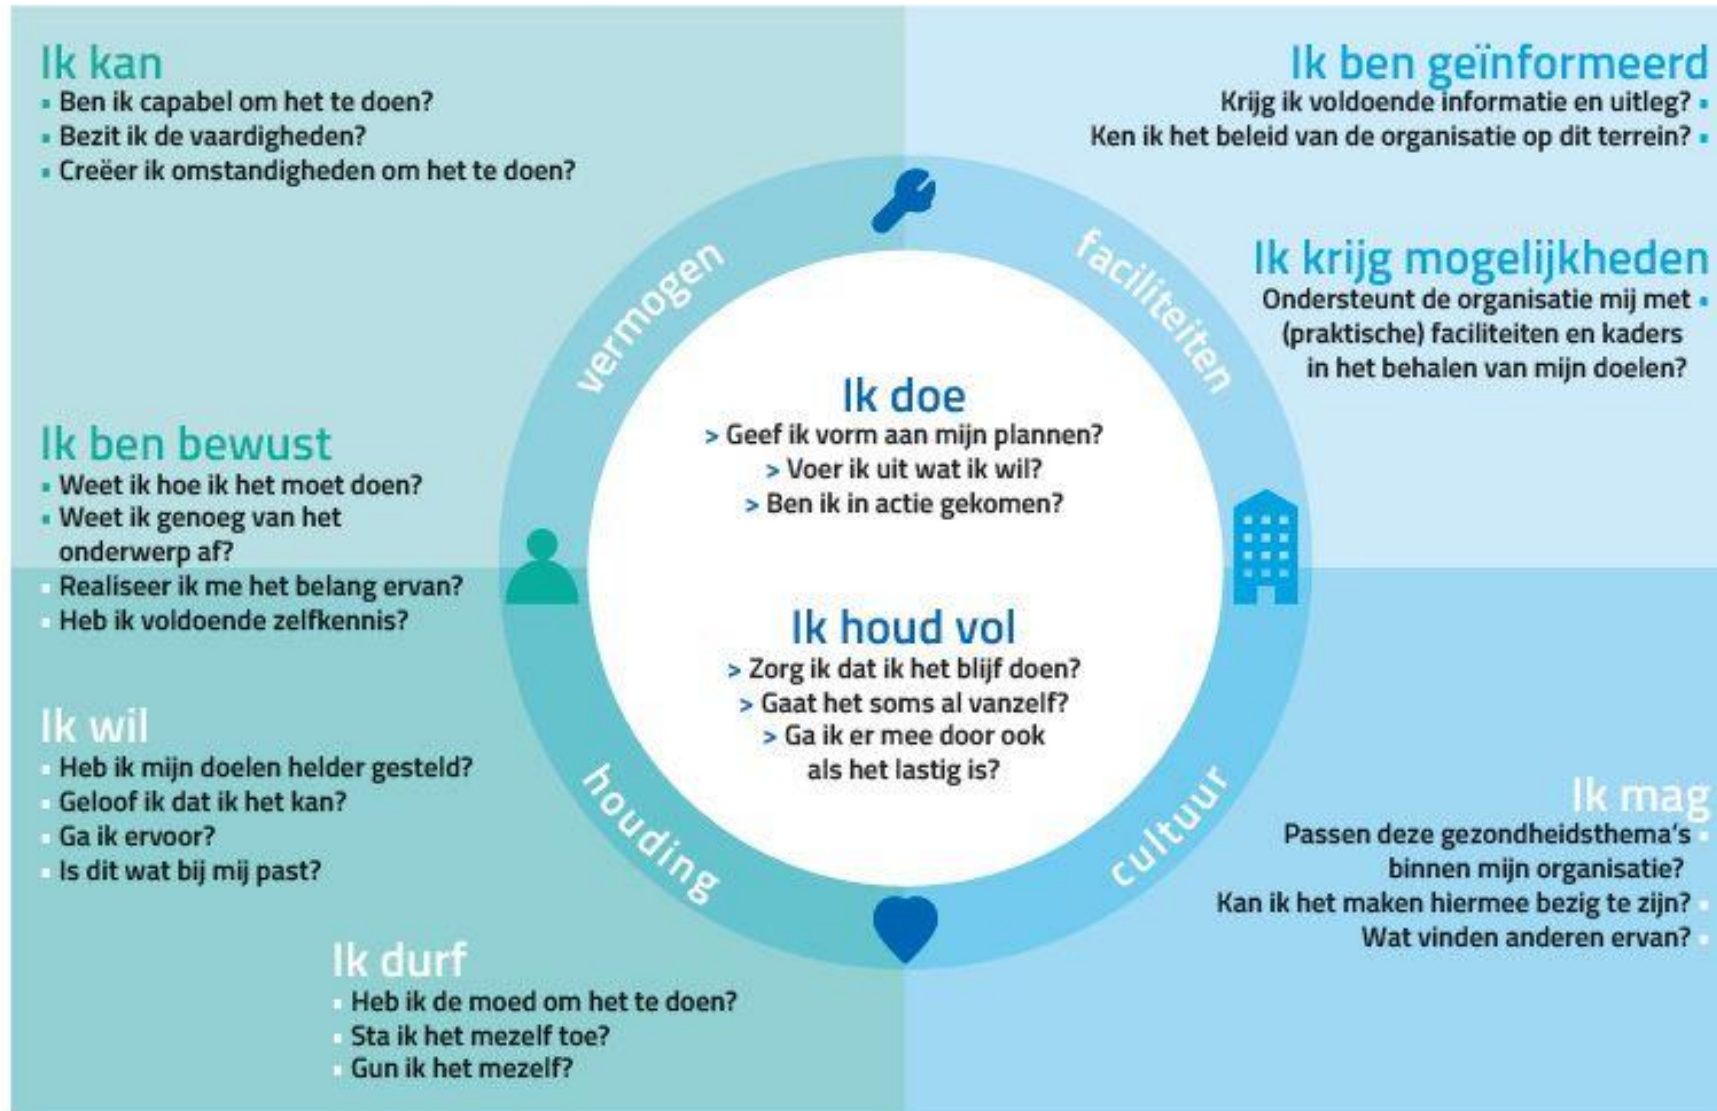 Ik kan
▪ Ben ik capabel om het te doen?
▪ Bezit ik de vaardigheden?
▪ Creëer ik omstandigheden om het te doen?
Ik ben geïnformeerd
Krijg ik voldoende informatie en uitleg? ▪
Ken ik het beleid van de organisatie op dit terrein? ▪
Ik krijg mogelijkheden
Ondersteunt de organisatie mij met ▪
(praktische) faciliteiten en kaders
in het behalen van mijn doelen?
vermogen
faciliteiten
Ik doe
> Geef ik vorm aan mijn plannen?
> Voer ik uit wat ik wil?
> Ben ik in actie gekomen?
Ik ben bewust
▪ Weet ik hoe ik het moet doen?
▪ Weet ik genoeg van het
onderwerp af?
▪ Realiseer ik me het belang ervan?
▪ Heb ik voldoende zelfkennis?
Ik houd vol
> Zorg ik dat ik het blijf doen?
> Gaat het soms al vanzelf?
> Ga ik er mee door ook
als het lastig is?
Ik wil
▪ Heb ik mijn doelen helder gesteld?
▪ Geloof ik dat ik het kan?
▪ Ga ik ervoor?
▪ Is dit wat bij mij past?
houding
cultuur
Ik mag
Passen deze gezondheidsthema's ▪
binnen mijn organisatie?
Kan ik het maken hiermee bezig te zijn? ▪
Wat vinden anderen ervan? ▪
Ik durf
▪ Heb ik de moed om het te doen?
▪ Sta ik het mezelf toe?
▪ Gun ik het mezelf?